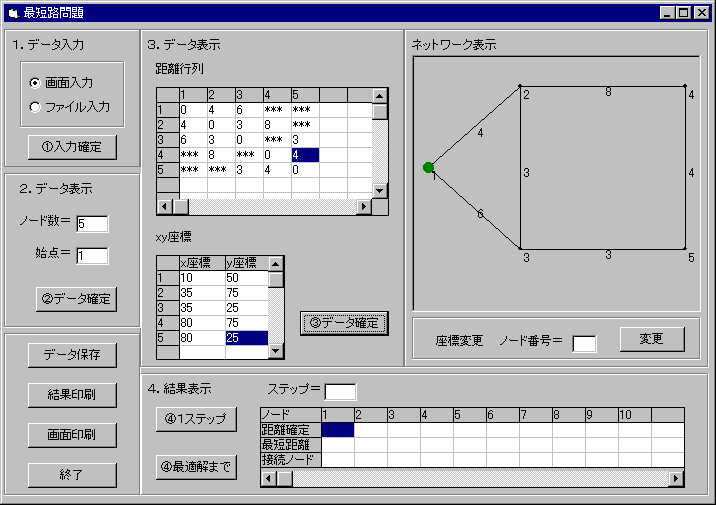 最短路問題
1. データ入力
画面入力
ファイル入力
①入力確定
2. データ表示
ノード数= 5
始点= 1
②データ確定
データ保存
結果印刷
画面印刷
終了
3. データ表示
距離行列
1 2 3 4 5
1 0 4 6 *** ***
2 4 0 3 8 ***
3 6 3 0 *** 3
4 *** 8 *** 0 4
5 *** *** 3 4 0
xy座標
x座標 y座標
1 10 50
2 35 75
3 35 25
4 80 75
5 80 25
③データ確定
ネットワーク表示
2 8 4
4
1 3 4
6
3 3 5
座標変更 ノード番号= 変更
4. 結果表示 ステップ=
④1ステップ
④最適解まで
ノード 1 2 3 4 5 6 7 8 9 10
距離確定
最短距離
接続ノード